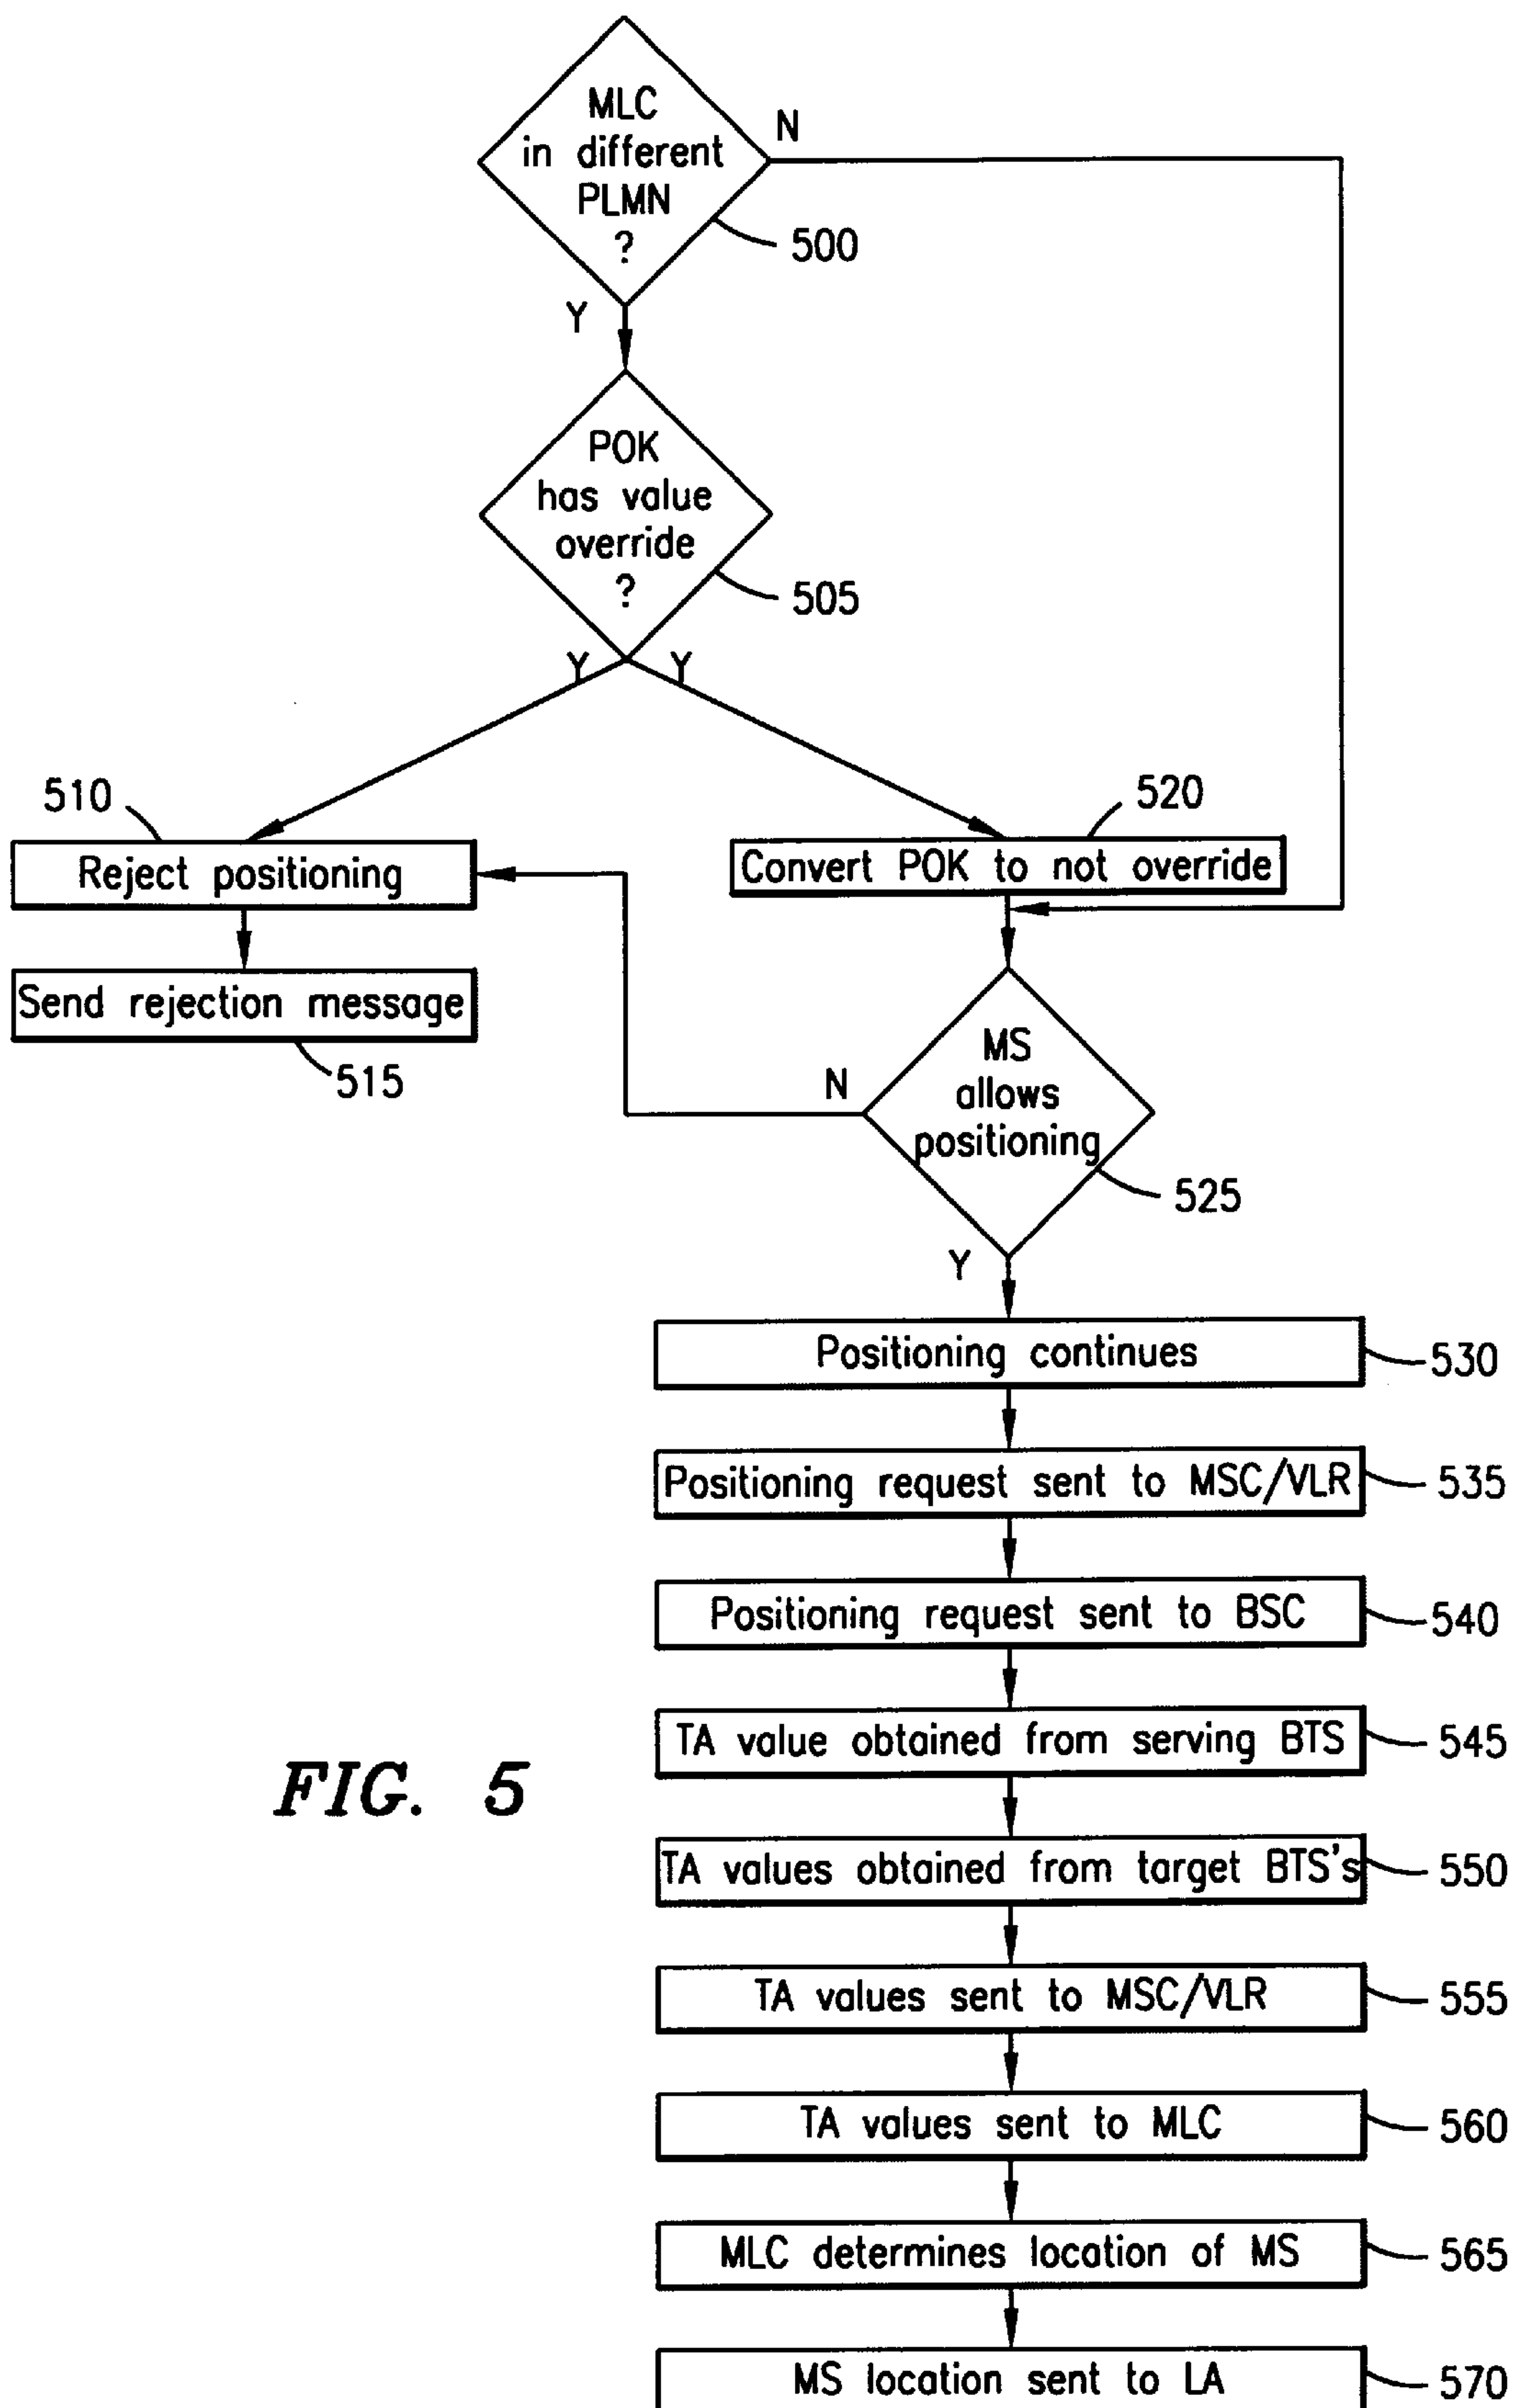 MLC
in different
PLMN
?
N
500
Y
POK
has value
override
?
505
Y
Y
510
520
Reject positioning
Convert POK to not override
Send rejection message
515
MS
allows
positioning
N
525
Y
Positioning continues
530
Positioning request sent to MSC/VLR
535
Positioning request sent to BSC
540
TA value obtained from serving BTS
545
FIG. 5
TA values obtained from target BTS's
550
TA values sent to MSC/VLR
555
TA values sent to MLC
560
MLC determines location of MS
565
MS location sent to LA
570